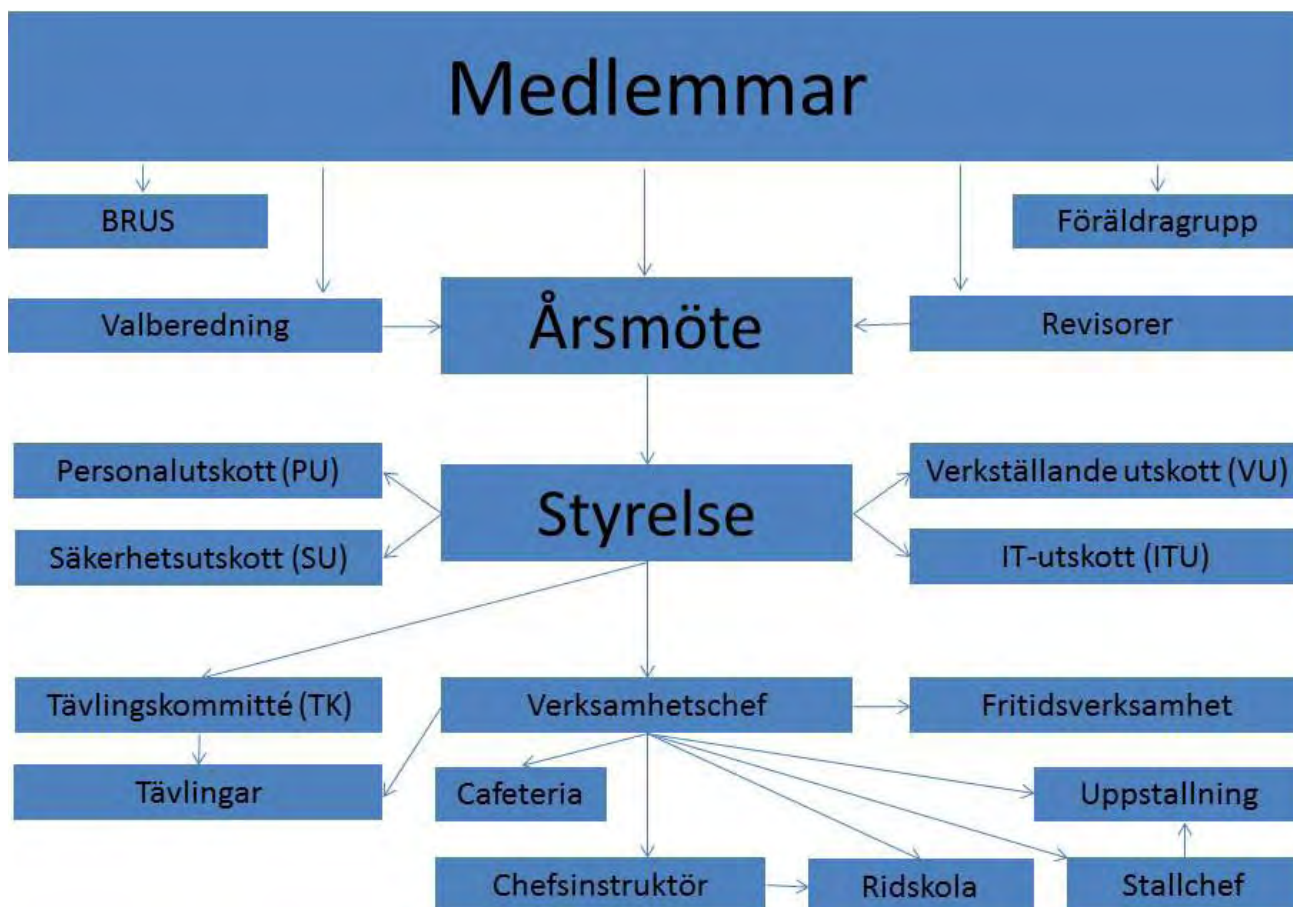 Medlemmar
BRUS
Föräldragrupp
Valberedning
Årsmöte
Revisorer
Personalutskott (PU)
Styrelse
Verkställande utskott (VU)
Säkerhetsutskott (SU)
IT-utskott (ITU)
Tävlingskommitté (TK)
Verksamhetschef
Fritidsverksamhet
Tävlingar
Cafeteria
Uppstallning
Chefsinstruktör
Ridskola
Stallchef